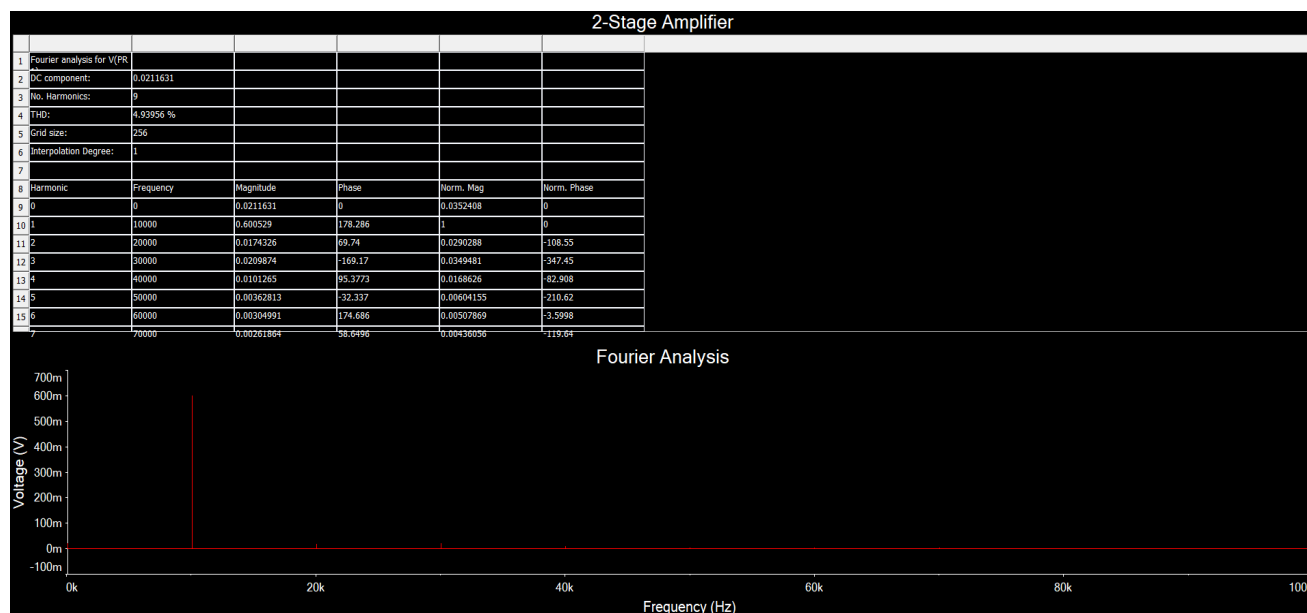 2-Stage Amplifier
1 Fourier analysis for V(PR
2 DC component: 0.0211631
3 No. Harmonics: 9
4 THD: 4.93956 %
5 Grid size: 256
6 Interpolation Degree: 1
7
8 Harmonic Frequency Magnitude Phase Norm. Mag Norm. Phase
9 0 0 0.0211631 0 0.0352408 0
10 1 10000 0.600529 178.286 1 0
11 2 20000 0.0174326 69.74 0.0290288 -108.55
12 3 30000 0.0209874 -169.17 0.0349481 -347.45
13 4 40000 0.0101265 95.3773 0.0168626 -82.908
14 5 50000 0.00362813 -32.337 0.00604155 -210.62
15 6 60000 0.00304991 174.686 0.00507869 -3.5998
7 70000 0.00261864 58.6496 0.00436056 -119.64
Fourier Analysis
700m
600m
500m
400m
300m
200m
100m
0m
-100m
Voltage (V)
0k 20k 40k 60k 80k 100
Frequency (Hz)